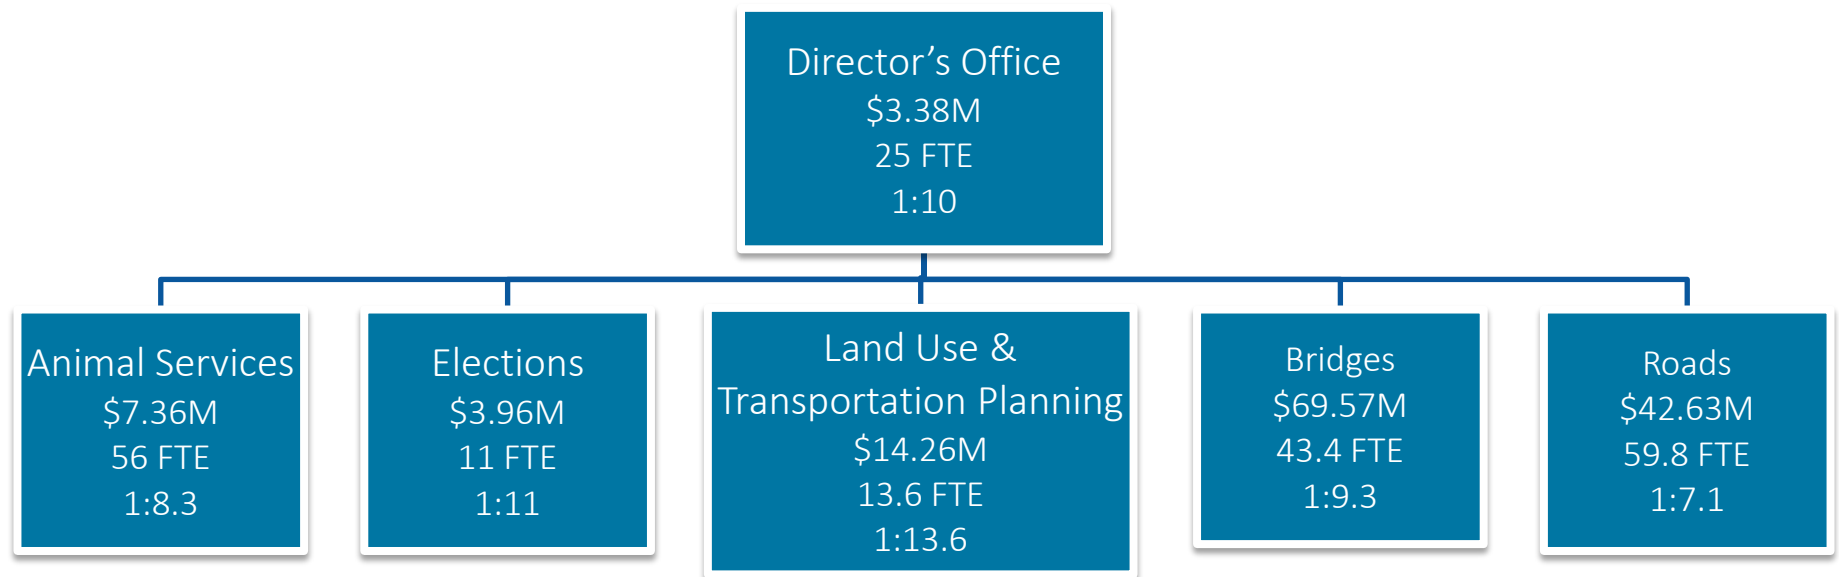 Director’s Office
$3.38M
25 FTE
1:10
Animal Services
$7.36M
56 FTE
1:8.3
Elections
$3.96M
11 FTE
1:11
Land Use &
Transportation Planning
$14.26M
13.6 FTE
1:13.6
Bridges
$69.57M
43.4 FTE
1:9.3
Roads
$42.63M
59.8 FTE
1:7.1